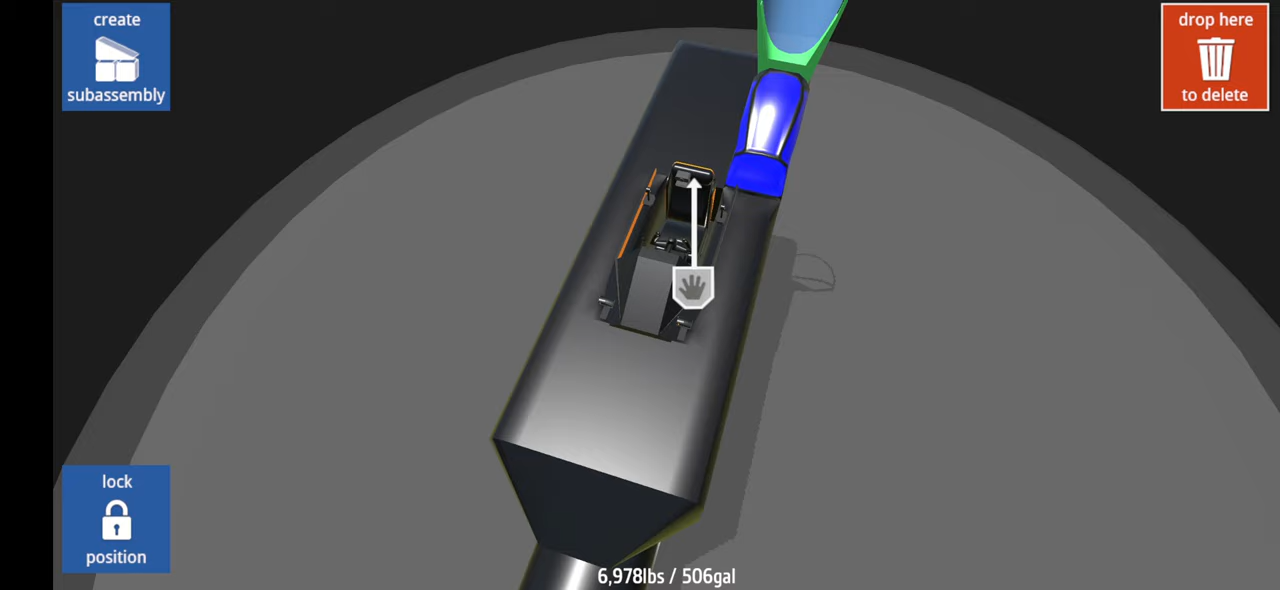 create
subassembly
drop here
to delete
lock
position
6,978lbs / 506gal